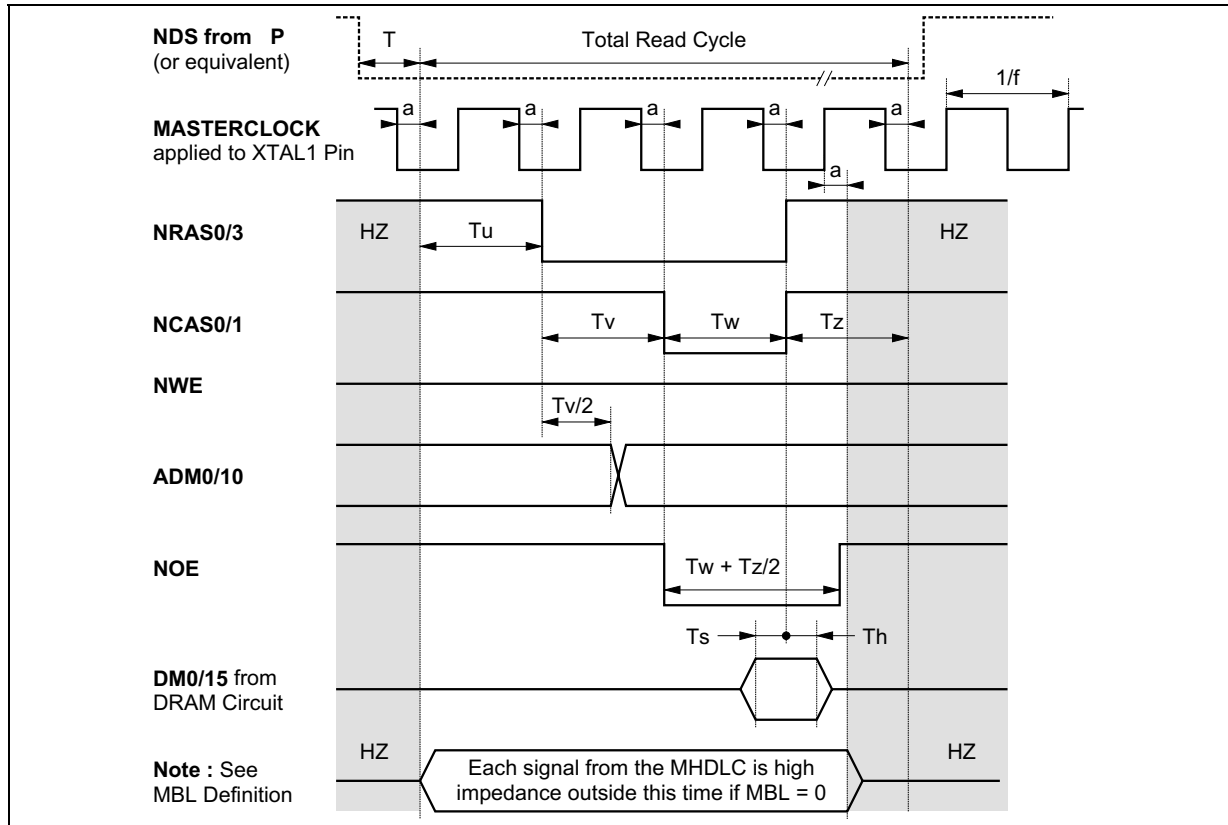 NDS from P
(or equivalent)
T
Total Read Cycle
1/f
MASTERCLOCK
applied to XTAL1 Pin
a
a
a
a
a
a
NRAS0/3
HZ
Tu
HZ
NCAS0/1
Tv
Tw
Tz
NWE
Tv/2
ADM0/10
NOE
Tw + Tz/2
Ts
Th
DM0/15 from
DRAM Circuit
HZ
HZ
Note : See
MBL Definition
Each signal from the MHDLC is high
impedance outside this time if MBL = 0